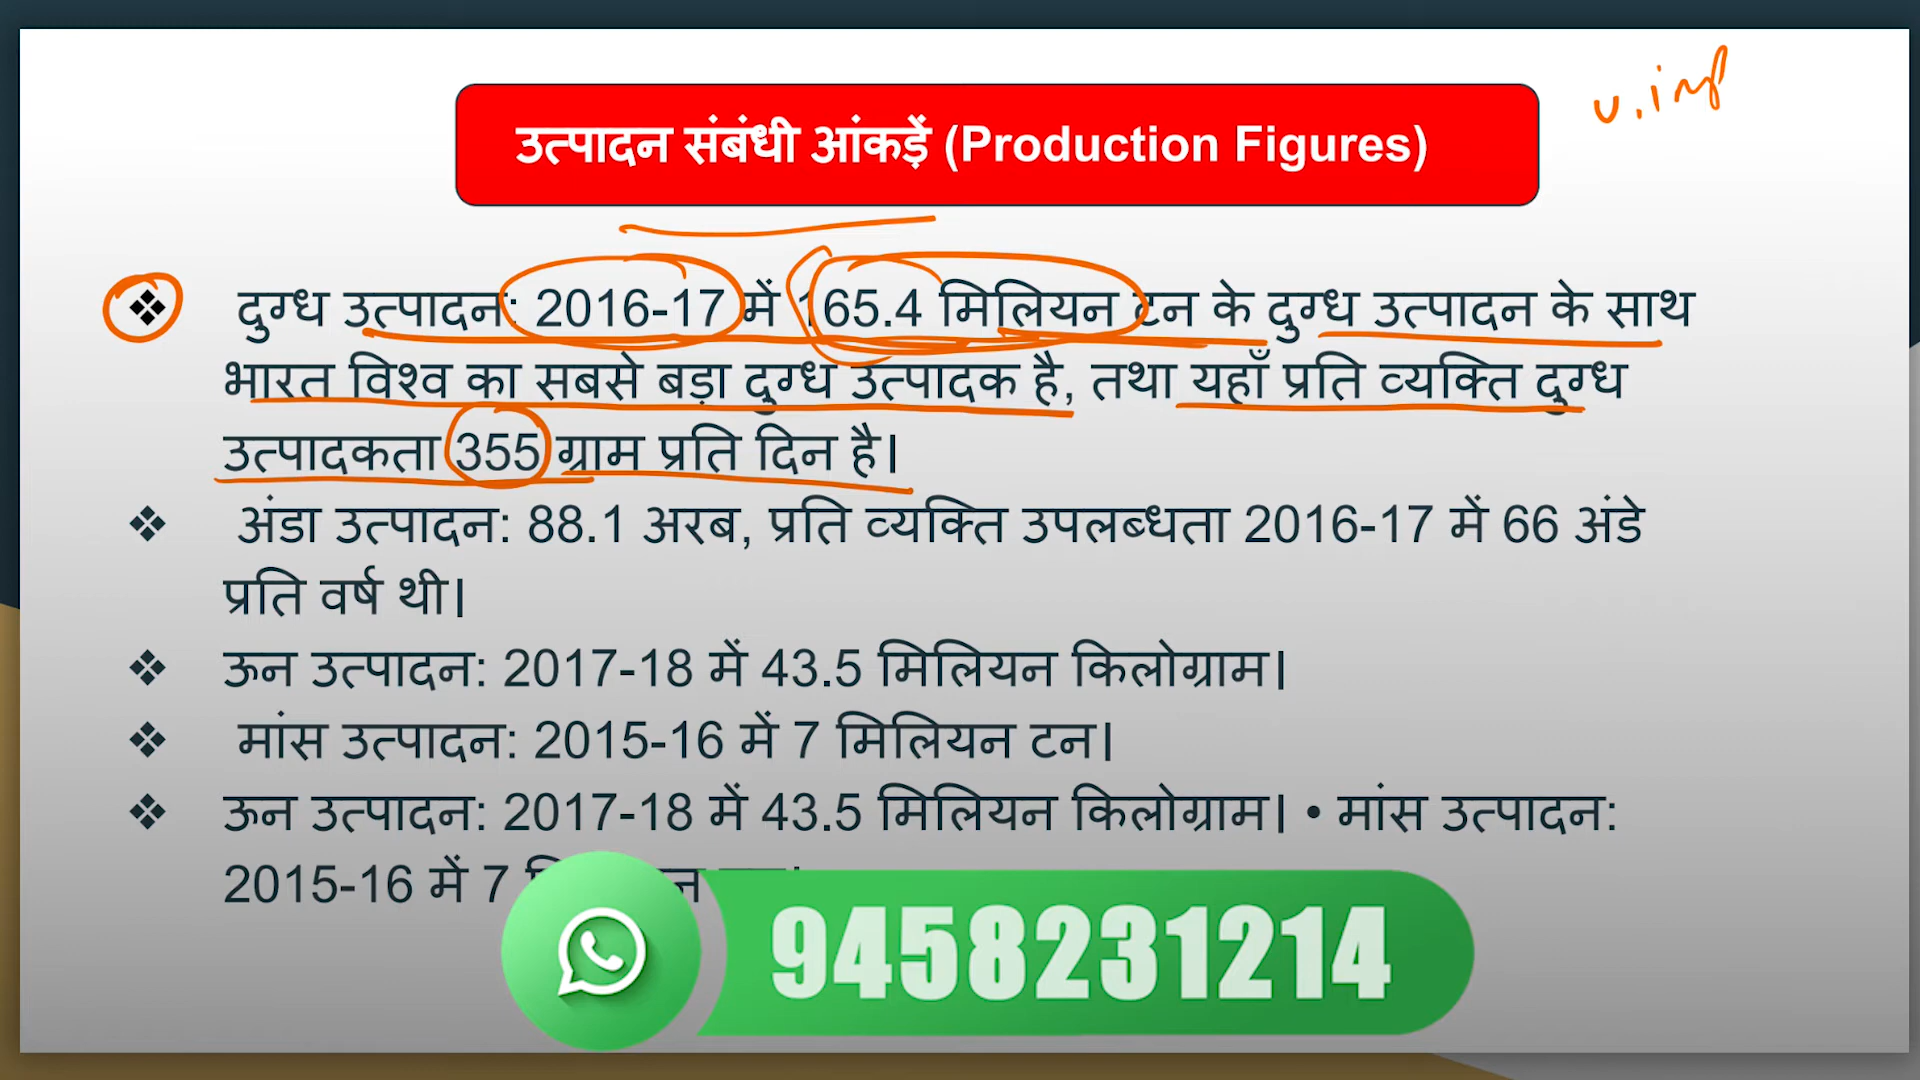 v. imp
उत्पादन संबंधी आंकड़ें (Production Figures)
❖ दुग्ध उत्पादन: 2016-17 में 165.4 मिलियन टन के दुग्ध उत्पादन के साथ
भारत विश्व का सबसे बड़ा दुग्ध उत्पादक है, तथा यहाँ प्रति व्यक्ति दुग्ध
उत्पादकता 355 ग्राम प्रति दिन है।
❖ अंडा उत्पादन: 88.1 अरब, प्रति व्यक्ति उपलब्धता 2016-17 में 66 अंडे
प्रति वर्ष थी।
❖ ऊन उत्पादन: 2017-18 में 43.5 मिलियन किलोग्राम।
❖ मांस उत्पादन: 2015-16 में 7 मिलियन टन।
❖ ऊन उत्पादन: 2017-18 में 43.5 मिलियन किलोग्राम। • मांस उत्पादन:
2015-16 में 7
9458231214